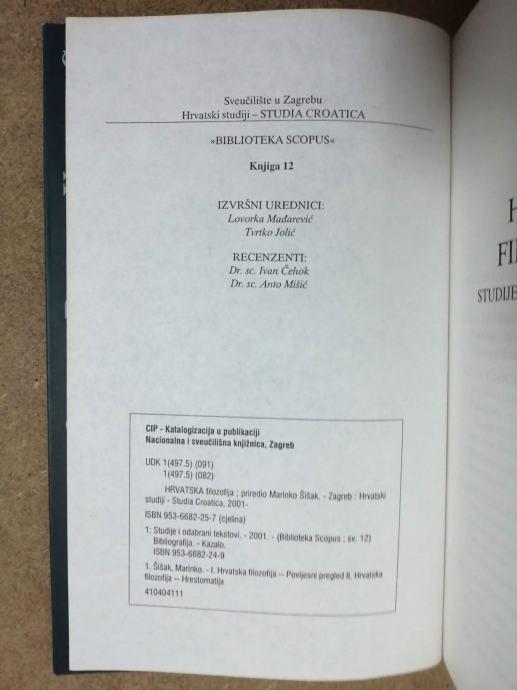 Sveučilište u Zagrebu
Hrvatski studiji – STUDIA CROATICA
»BIBLIOTEKA SCOPUS«
Knjiga 12
IZVRŠNI UREDNICI:
Lovorka Mađarević
Tvrtko Jolić
RECENZENTI:
Dr. sc. Ivan Čehok
Dr. sc. Anto Mišić
CIP - Katalogizacija u publikaciji
Nacionalna i sveučilišna knjižnica, Zagreb
UDK 1(497.5) (091)
1(497.5) (082)
HRVATSKA filozofija ; priredio Marinko Šišak. - Zagreb : Hrvatski
studiji - Studia Croatica, 2001-
ISBN 953-6682-25-7 (cjelina)
1: Studije i odabrani tekstovi. - 2001. - (Biblioteka Scopus ; sv. 12)
Bibliografija. - Kazalo.
ISBN 953-6682-24-9
1. Šišak, Marinko. - I. Hrvatska filozofija -- Povijesni pregled II. Hrvatska
filozofija -- Hrestomatija
410404111
H
FI
STUDIJE